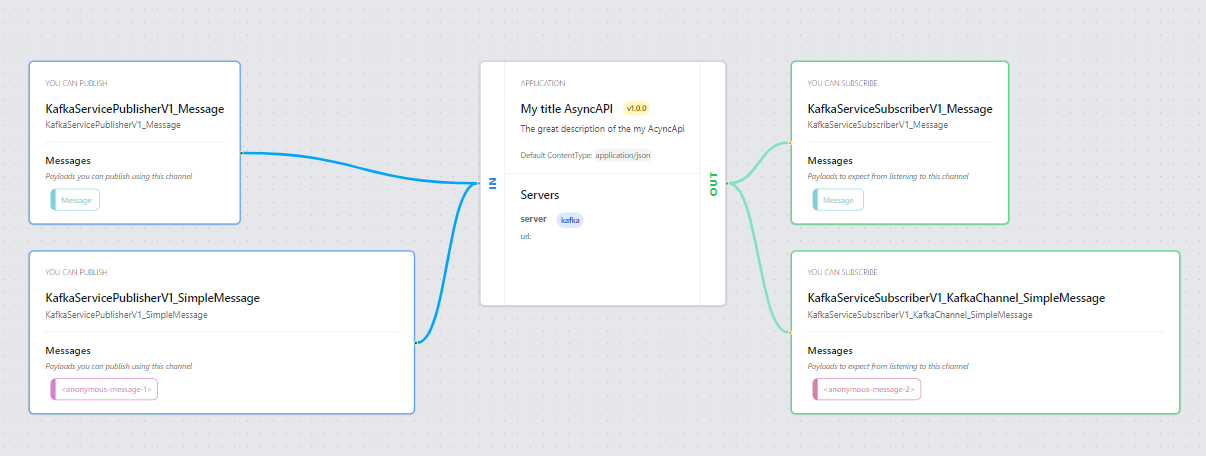 YOU CAN PUBLISH
KafkaServicePublisherV1_Message
KafkaServicePublisherV1_Message
Messages
Payloads you can publish using this channel
Message
YOU CAN PUBLISH
KafkaServicePublisherV1_SimpleMessage
KafkaServicePublisherV1_SimpleMessage
Messages
Payloads you can publish using this channel
<anonymous-message-1>
IN
APPLICATION
My title AsyncAPI v1.0.0
The great description of the my AcyncApi
Default ContentType: application/json
Servers
server kafka
url:
OUT
YOU CAN SUBSCRIBE
KafkaServiceSubscriberV1_Message
KafkaServiceSubscriberV1_Message
Messages
Payloads to expect from listening to this channel
Message
YOU CAN SUBSCRIBE
KafkaServiceSubscriberV1_KafkaChannel_SimpleMessage
KafkaServiceSubscriberV1_KafkaChannel_SimpleMessage
Messages
Payloads to expect from listening to this channel
<anonymous-message-2>